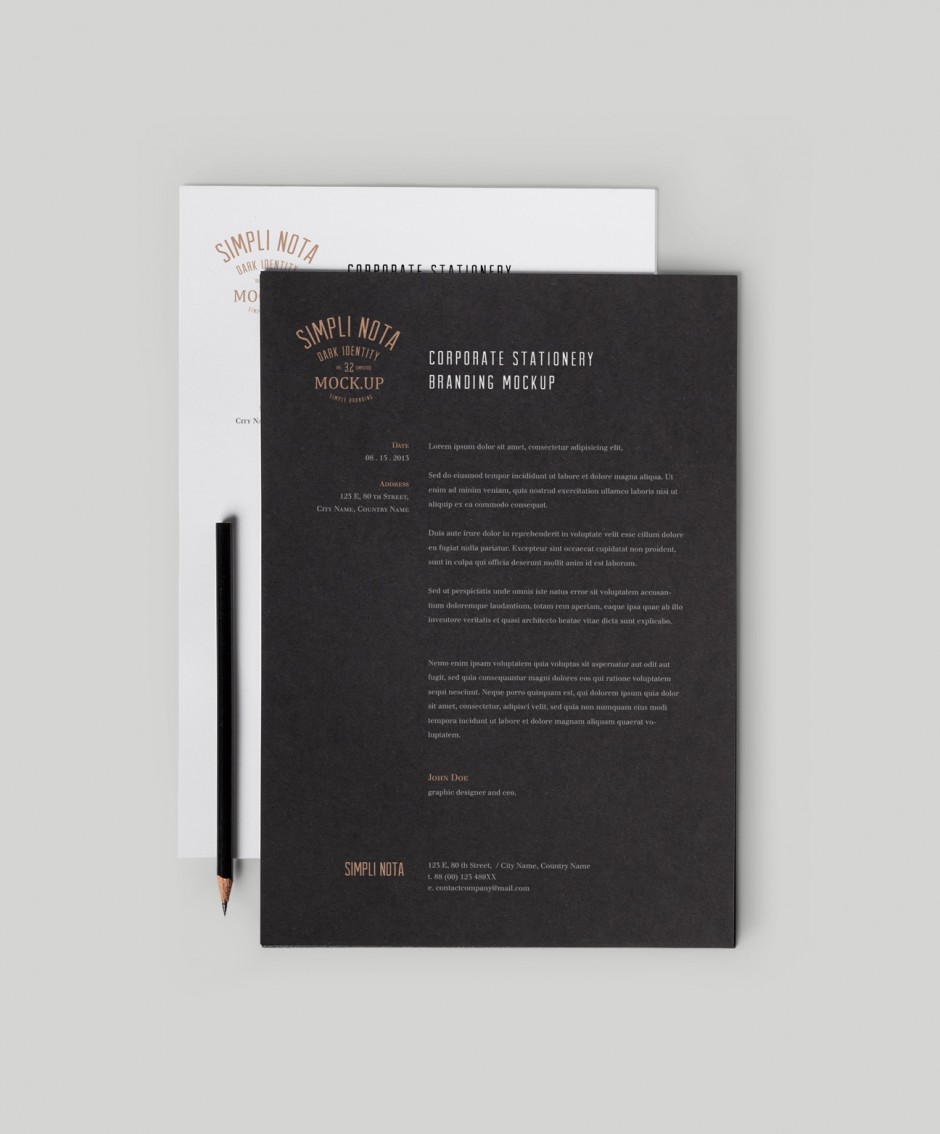 SIMPLI NOTA
DARK IDENTITY
MO
CORPORATE STATIONERY
CITY N
SIMPLI NOTA
DARK IDENTITY
32
MOCK.UP
SIMPLE BRANDING
CORPORATE STATIONERY
BRANDING MOCKUP
DATE
08 . 15 . 2013
ADDRESS
123 E, 80 TH STREET,
CITY NAME, COUNTRY NAME
Lorem ipsum dolor sit amet, consectetur adipisicing elit,
Sed do eiusmod tempor incididunt ut labore et dolore magna aliqua. Ut
enim ad minim veniam, quis nostrud exercitation ullamco laboris nisi ut
aliquip ex ea commodo consequat.
Duis aute irure dolor in reprehenderit in voluptate velit esse cillum dolore
eu fugiat nulla pariatur. Excepteur sint occaecat cupidatat non proident,
sunt in culpa qui officia deserunt mollit anim id est laborum.
Sed ut perspiciatis unde omnis iste natus error sit voluptatem accusan-
tium doloremque laudantium, totam rem aperiam, eaque ipsa quae ab illo
inventore veritatis et quasi architecto beatae vitae dicta sunt explicabo.
Nemo enim ipsam voluptatem quia voluptas sit aspernatur aut odit aut
fugit, sed quia consequuntur magni dolores eos qui ratione voluptatem
sequi nesciunt. Neque porro quisquam est, qui dolorem ipsum quia dolor
sit amet, consectetur, adipisci velit, sed quia non numquam eius modi
tempora incidunt ut labore et dolore magnam aliquam quaerat vo-
luptatem.
JOHN DOE
graphic designer and ceo.
SIMPLI NOTA
123 E, 80 th Street, / City Name, Country Name
t. 88 (00) 123 480XX
e. contactcompany@mail.com